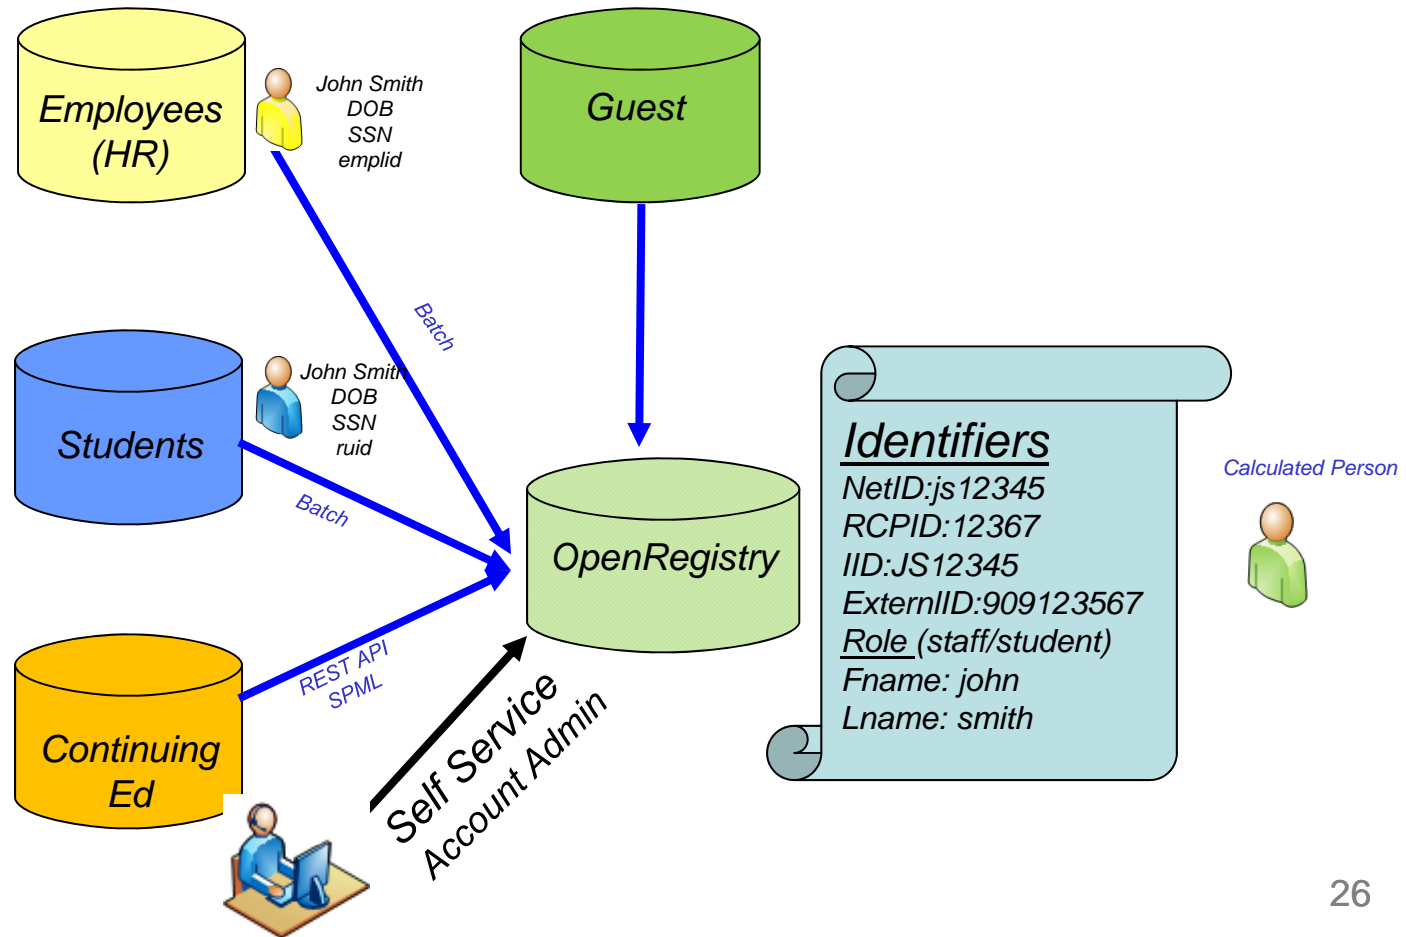 Employees
(HR)
John Smith
DOB
SSN
emplid
Guest
Batch
Students
John Smith
DOB
SSN
ruid
Batch
OpenRegistry
Identifiers
NetID:js12345
RCPID:12367
IID:JS12345
ExternIID:909123567
Role (staff/student)
Fname: john
Lname: smith
Calculated Person
Continuing
Ed
REST API
SPML
Self Service
Account Admin
26